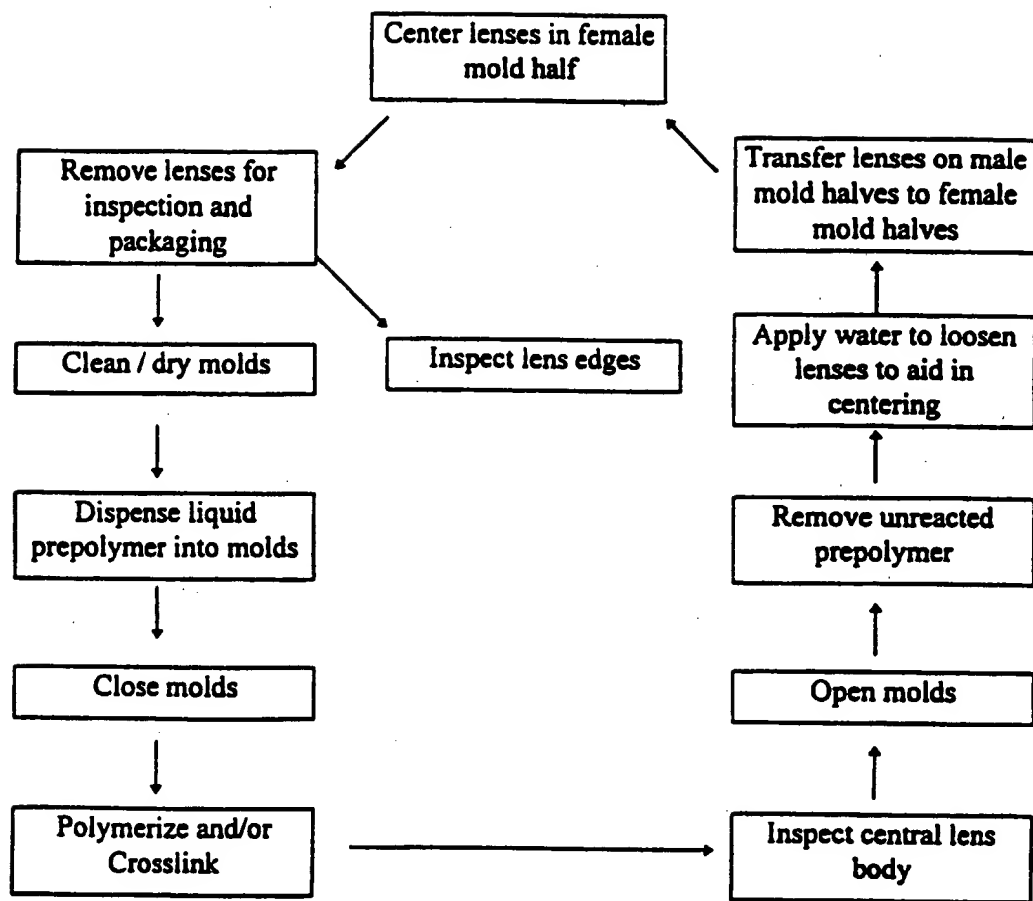 Center lenses in female
mold half
Remove lenses for
inspection and
packaging
Transfer lenses on male
mold halves to female
mold halves
Clean / dry molds
Inspect lens edges
Apply water to loosen
lenses to aid in
centering
Dispense liquid
prepolymer into molds
Remove unreacted
prepolymer
Close molds
Open molds
Polymerize and/or
Crosslink
Inspect central lens
body